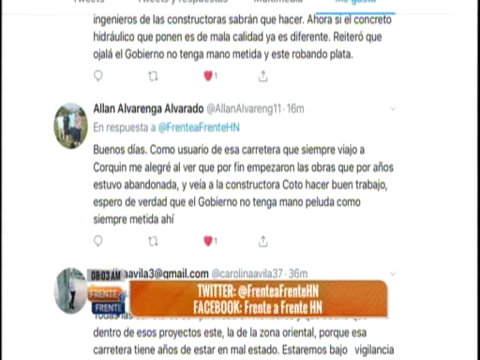 Tweets Tweets y respuestas Multimedia Me gusta
ingenieros de las constructoras sabrán que hacer. Ahora si el concreto
hidráulico que ponen es de mala calidad ya es diferente. Reiteró que
ojalá el Gobierno no tenga mano metida y este robando plata.
1
Allan Alvarenga Alvarado @AllanAlvareng11 · 16m
En respuesta a @FrenteaFrenteHN
Buenos días. Como usuario de esa carretera que siempre viajo a
Corquin me alegré al ver que por fin empezaron las obras que por años
estuvo abandonada, y veía a la constructora Coto hacer buen trabajo,
espero de verdad que el Gobierno no tenga mano peluda como
siempre metida ahí
1
aavila3@gmail.com @carolinaavila37 · 36m
08:03 AM
FRENTE
FRENTE
TWITTER: @FrenteaFrenteHN
FACEBOOK: Frente a Frente HN
dentro de esos proyectos este, la de la zona oriental, porque esa
carretera tiene años de estar en mal estado. Estaremos bajo vigilancia